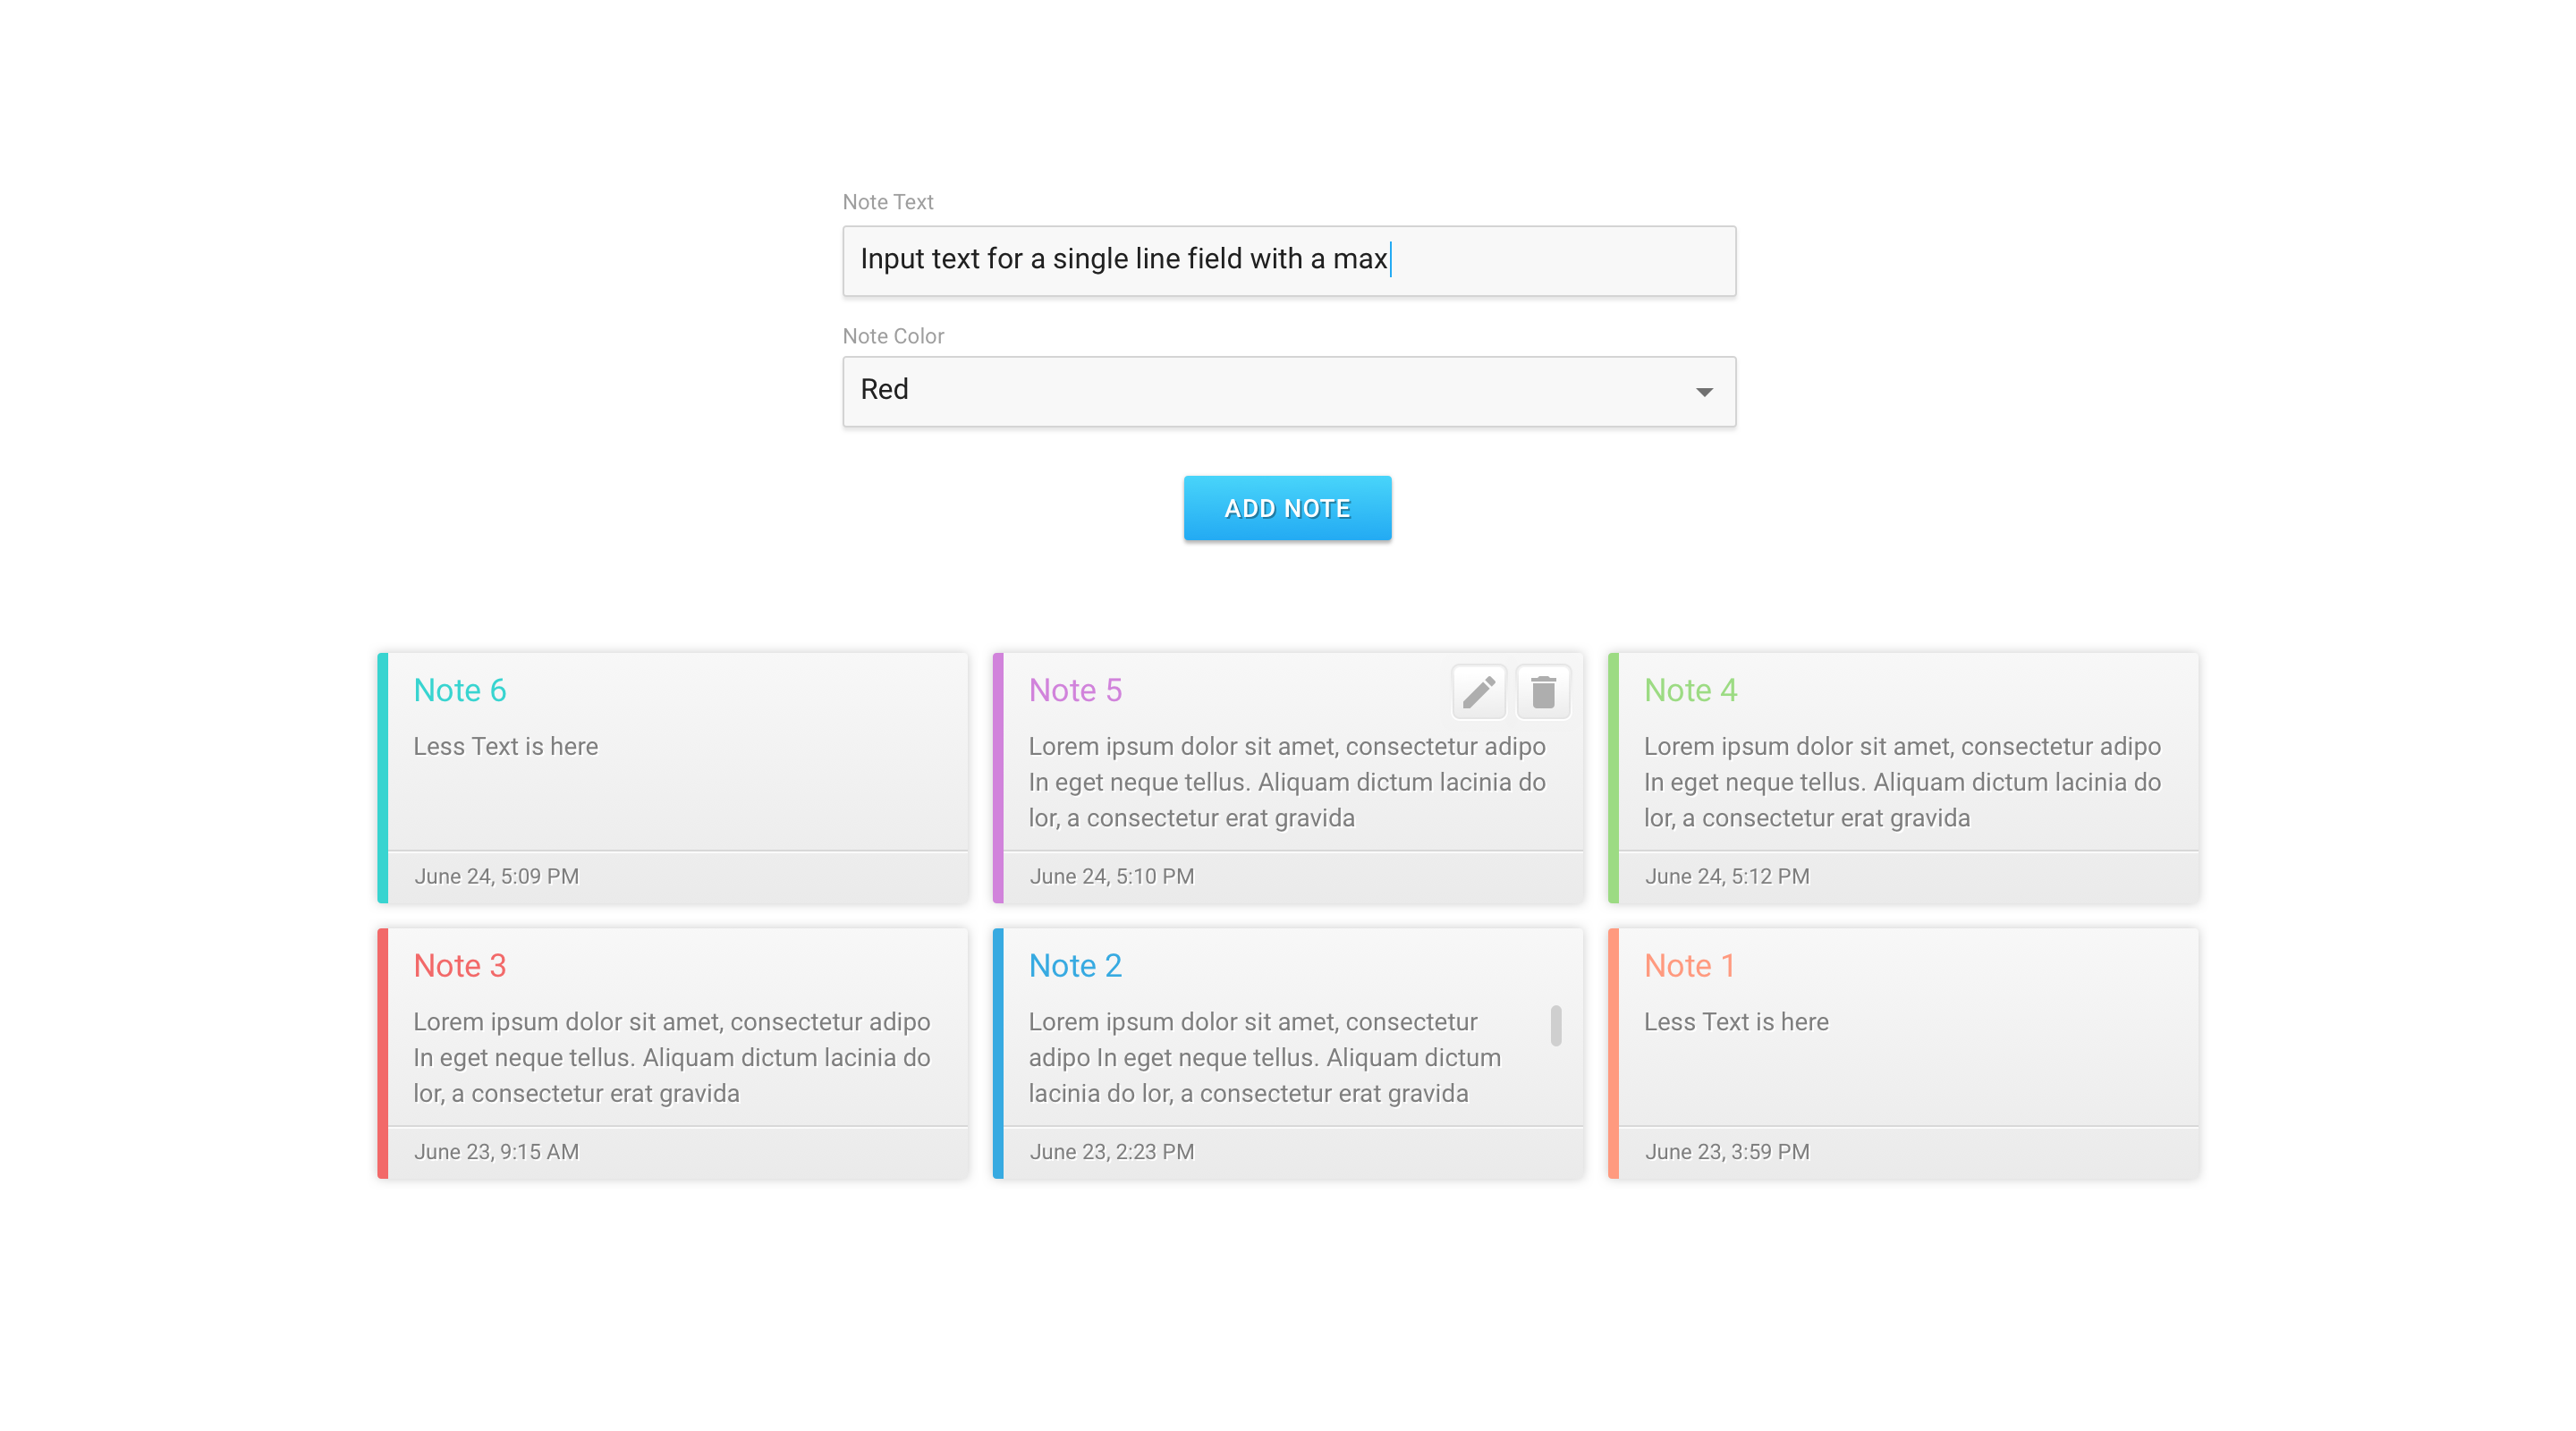 Note Text
Input text for a single line field with a max
Note Color
Red
ADD NOTE
Note 6
Less Text is here
June 24, 5:09 PM
Note 5
Lorem ipsum dolor sit amet, consectetur adipo
In eget neque tellus. Aliquam dictum lacinia do
lor, a consectetur erat gravida
June 24, 5:10 PM
Note 4
Lorem ipsum dolor sit amet, consectetur adipo
In eget neque tellus. Aliquam dictum lacinia do
lor, a consectetur erat gravida
June 24, 5:12 PM
Note 3
Lorem ipsum dolor sit amet, consectetur adipo
In eget neque tellus. Aliquam dictum lacinia do
lor, a consectetur erat gravida
June 23, 9:15 AM
Note 2
Lorem ipsum dolor sit amet, consectetur
adipo In eget neque tellus. Aliquam dictum
lacinia do lor, a consectetur erat gravida
June 23, 2:23 PM
Note 1
Less Text is here
June 23, 3:59 PM